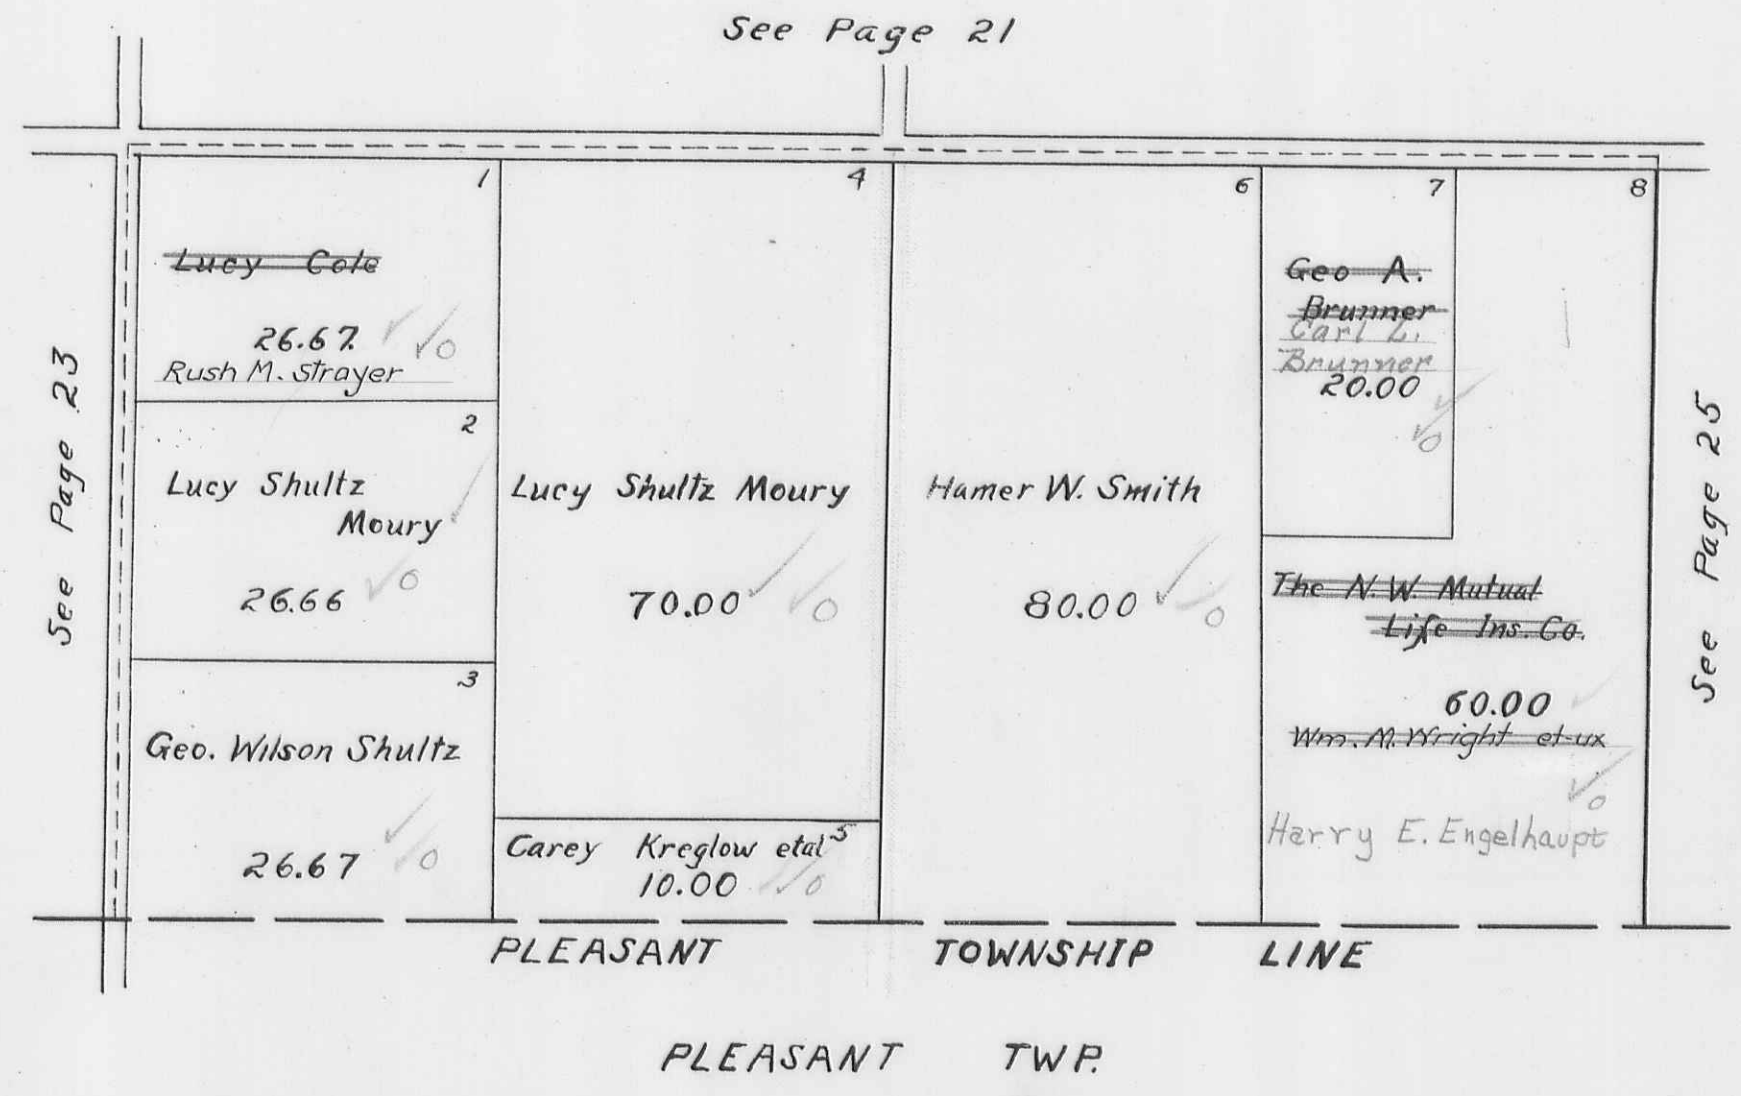 See Page 21
See Page 23
1
Lucy Cole
26.67
Rush M. Strayer
2
Lucy Shultz
Moury
26.66
3
Geo. Wilson Shultz
26.67
4
Lucy Shultz Moury
70.00
5
Carey Kreglow etal
10.00
6
Hamer W. Smith
80.00
7
Geo A.
Brunner
Carl L.
Brunner
20.00
8
The N.W. Mutual
Life Ins. Co.
60.00
Wm. M. Wright et-ux
Harry E. Engelhaupt
See Page 25
PLEASANT TOWNSHIP LINE
PLEASANT TWP.